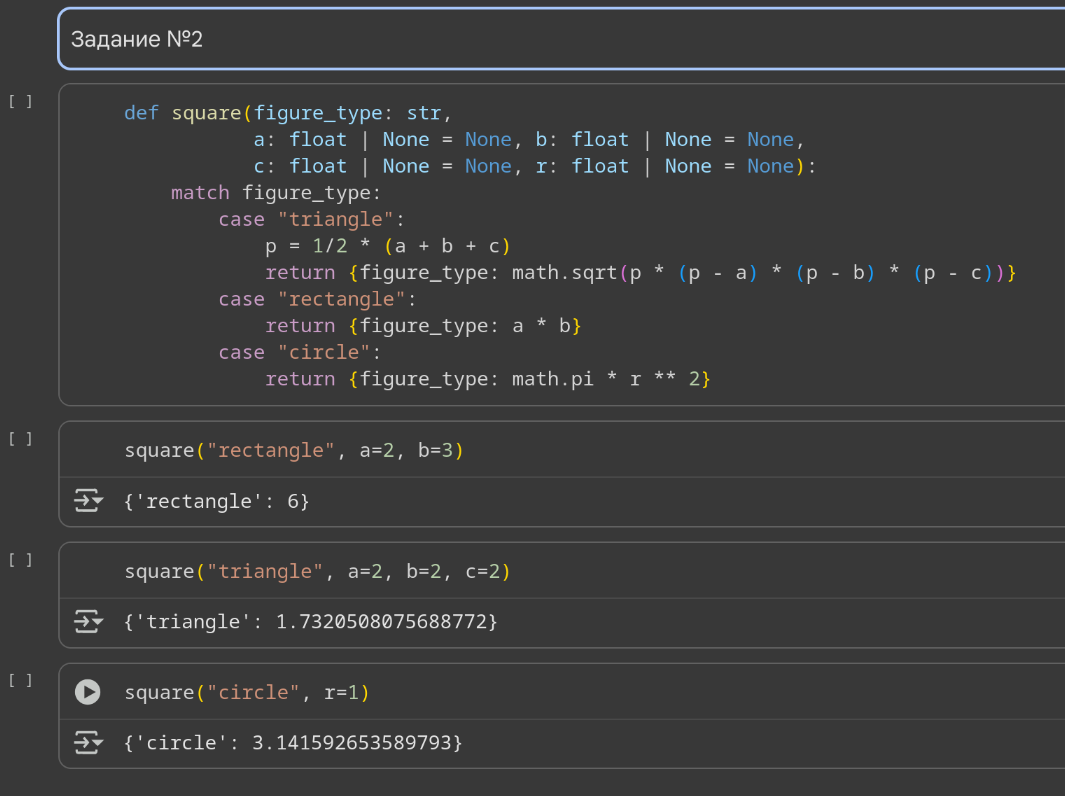 Задание №2
[ ]
def square(figure_type: str,
           a: float | None = None, b: float | None = None,
           c: float | None = None, r: float | None = None):
    match figure_type:
        case "triangle":
            p = 1/2 * (a + b + c)
            return {figure_type: math.sqrt(p * (p - a) * (p - b) * (p - c))}
        case "rectangle":
            return {figure_type: a * b}
        case "circle":
            return {figure_type: math.pi * r ** 2}
[ ]
square("rectangle", a=2, b=3)
{'rectangle': 6}
[ ]
square("triangle", a=2, b=2, c=2)
{'triangle': 1.7320508075688772}
[ ]
square("circle", r=1)
{'circle': 3.141592653589793}